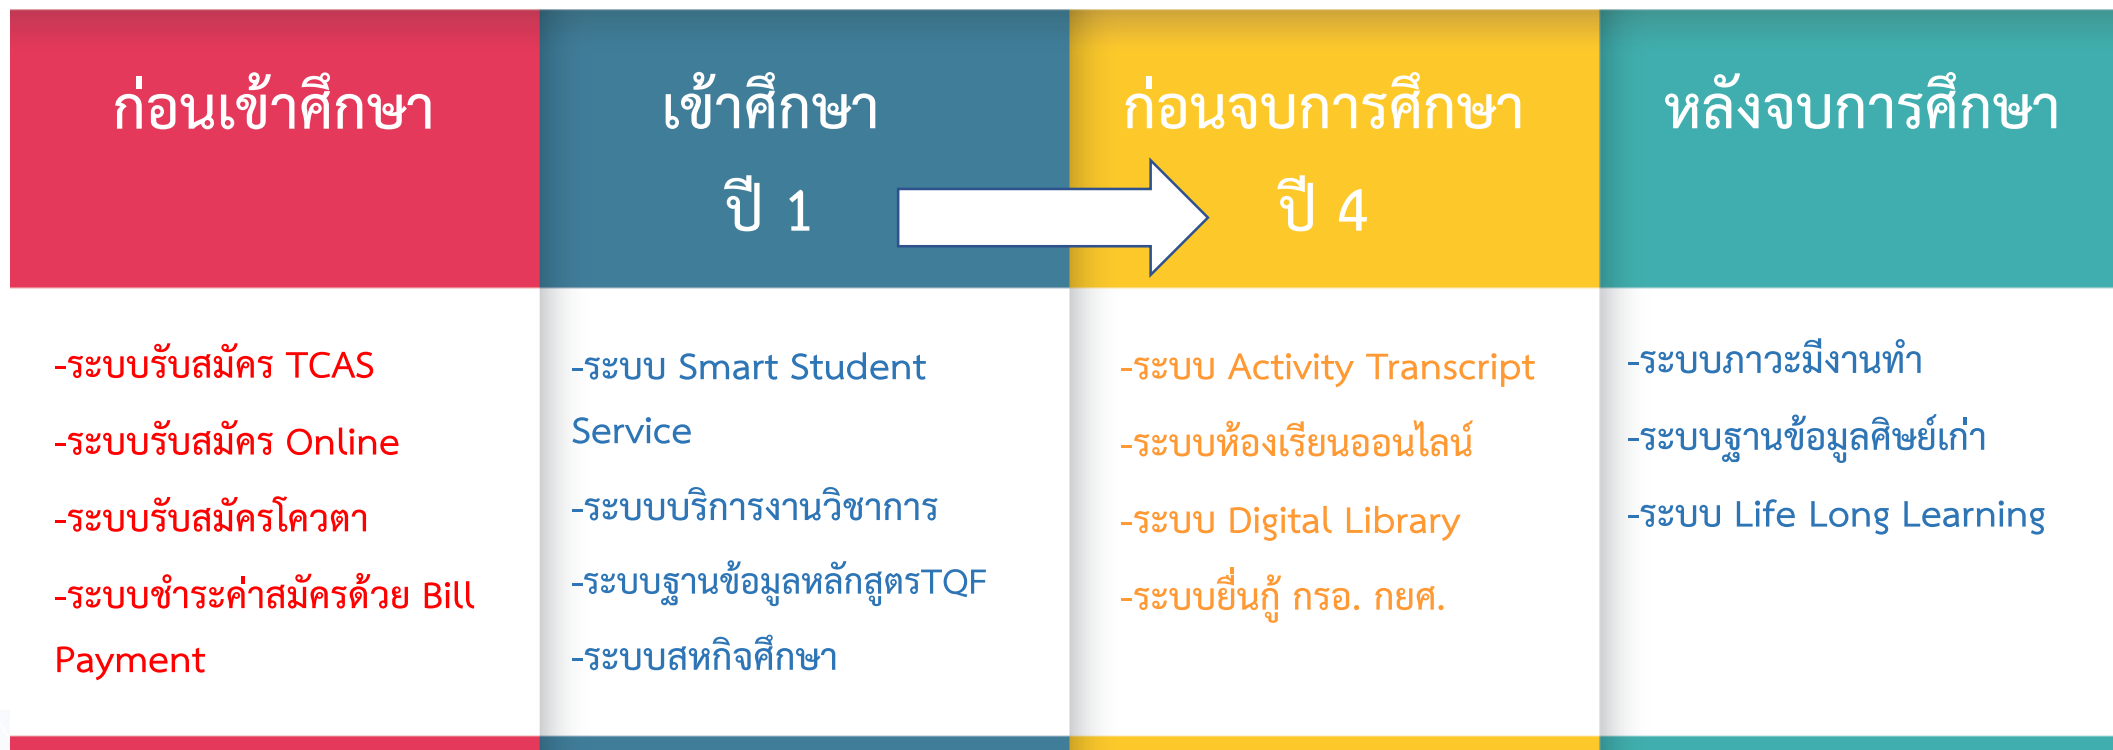 ก่อนเข้าศึกษา
เข้าศึกษา
ปี 1
ก่อนจบการศึกษา
ปี 4
หลังจบการศึกษา
-ระบบรับสมัคร TCAS
-ระบบรับสมัคร Online
-ระบบรับสมัครโควตา
-ระบบชำระค่าสมัครด้วย Bill
Payment
-ระบบ Smart Student
Service
-ระบบบริการงานวิชาการ
-ระบบฐานข้อมูลหลักสูตรTQF
-ระบบสหกิจศึกษา
-ระบบ Activity Transcript
-ระบบห้องเรียนออนไลน์
-ระบบ Digital Library
-ระบบยื่นกู้ กรอ. กยศ.
-ระบบภาวะมีงานทำ
-ระบบฐานข้อมูลศิษย์เก่า
-ระบบ Life Long Learning